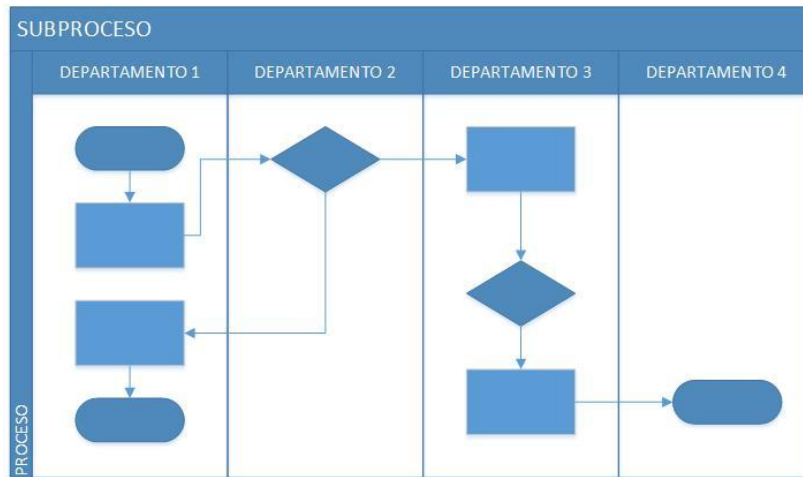 SUBPROCESO
DEPARTAMENTO 1
DEPARTAMENTO 2
DEPARTAMENTO 3
DEPARTAMENTO 4
PROCESO